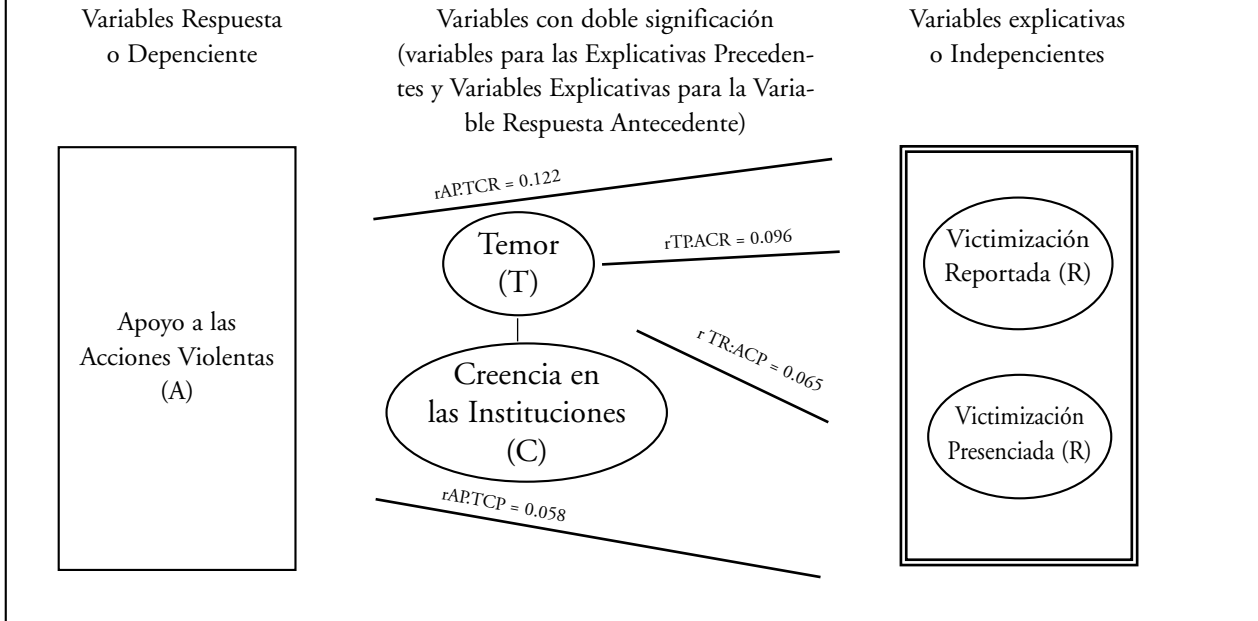 Variables Respuesta
o Depenciente
Variables con doble significación
(variables para las Explicativas Preceden-
tes y Variables Explicativas para la Varia-
ble Respuesta Antecedente)
Variables explicativas
o Indepencientes
Apoyo a las
Acciones Violentas
(A)
rAP.TCR = 0.122
Temor
(T)
rTP.ACR = 0.096
r TR:ACP = 0.065
Creencia en
las Instituciones
(C)
rAP.TCP = 0.058
Victimización
Reportada (R)
Victimización
Presenciada (R)